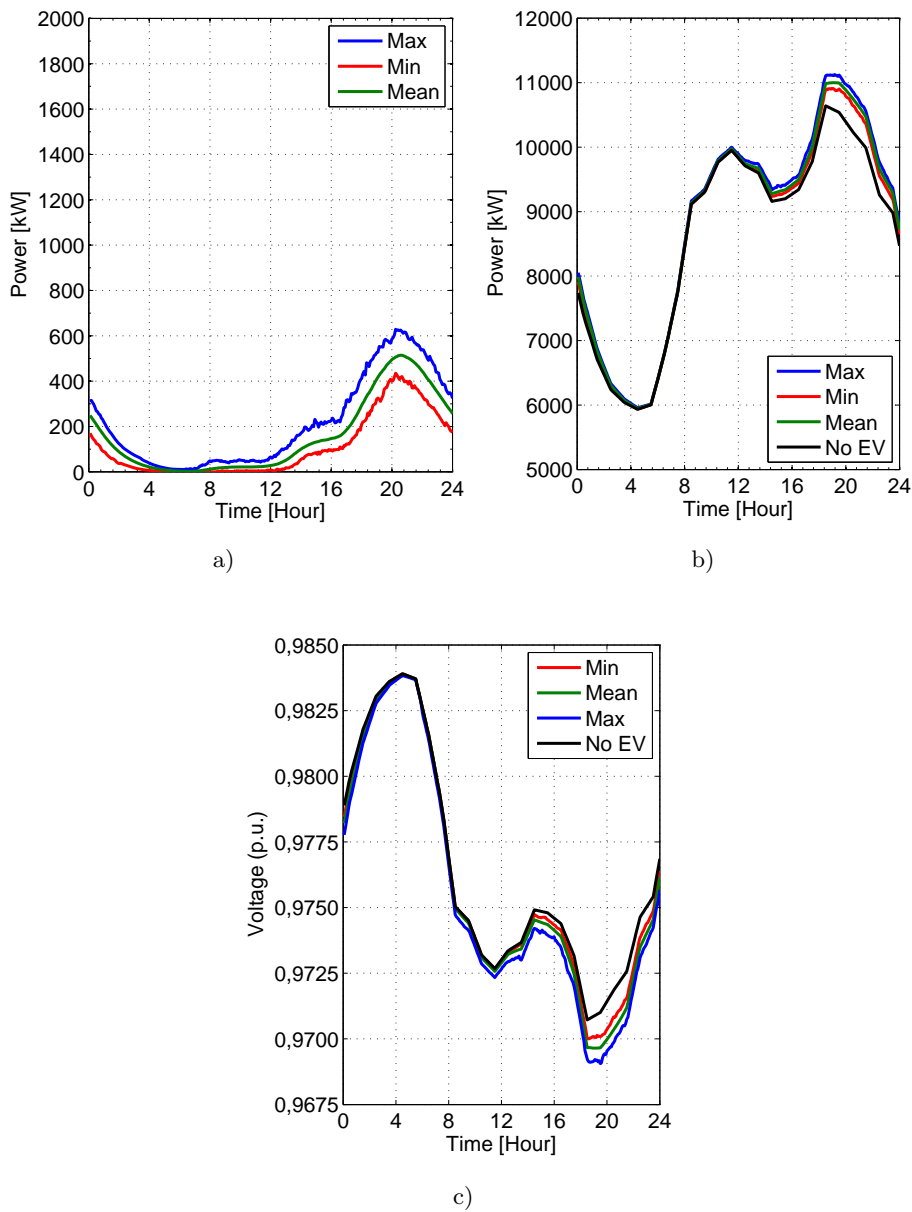 2000
1800
1600
1400
1200
1000
800
600
400
200
0
Power [kW]
0 4 8 12 16 20 24
Time [Hour]
Max
Min
Mean
a)
12000
11000
10000
9000
8000
7000
6000
5000
Power [kW]
0 4 8 12 16 20 24
Time [Hour]
Max
Min
Mean
No EV
b)
0,9850
0,9825
0,9800
0,9775
0,9750
0,9725
0,9700
0,9675
Voltage (p.u.)
0 4 8 12 16 20 24
Time [Hour]
Min
Mean
Max
No EV
c)